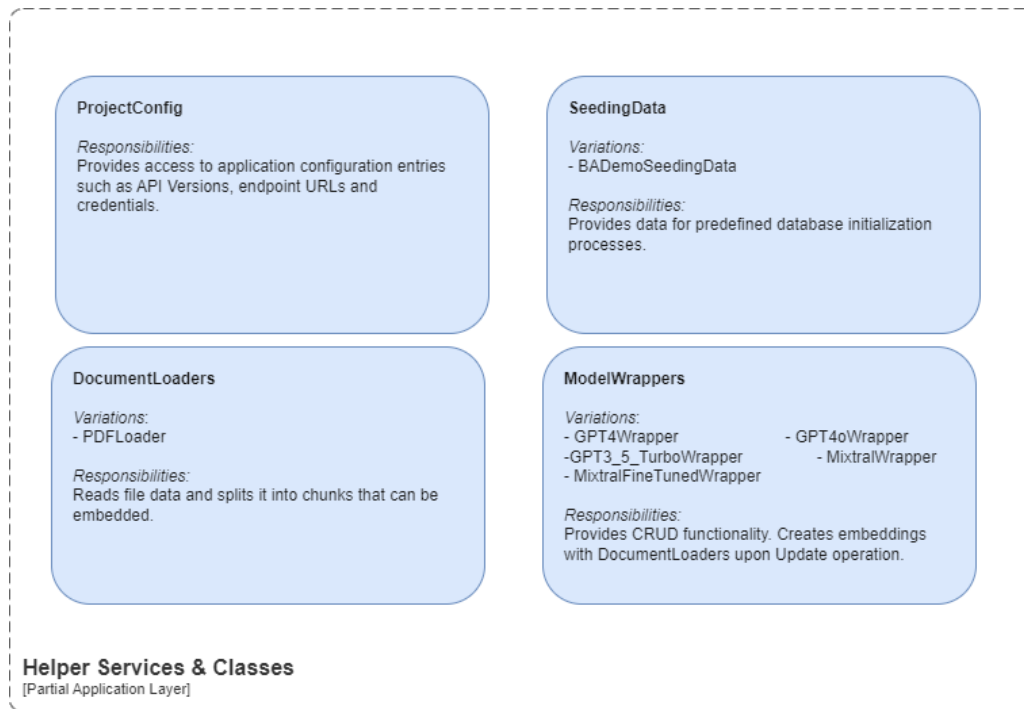 ProjectConfig
Responsibilities:
Provides access to application configuration entries
such as API Versions, endpoint URLs and
credentials.
SeedingData
Variations:
- BADemoSeedingData
Responsibilities:
Provides data for predefined database initialization
processes.
DocumentLoaders
Variations:
- PDFLoader
Responsibilities:
Reads file data and splits it into chunks that can be
embedded.
ModelWrappers
Variations:
- GPT4Wrapper - GPT4oWrapper
-GPT3_5_TurboWrapper - MixtralWrapper
- MixtralFineTunedWrapper
Responsibilities:
Provides CRUD functionality. Creates embeddings
with DocumentLoaders upon Update operation.
Helper Services & Classes
[Partial Application Layer]